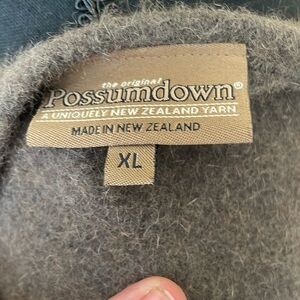 the original
Possumdown®
A UNIQUELY NEW ZEALAND YARN
MADE IN NEW ZEALAND
XL